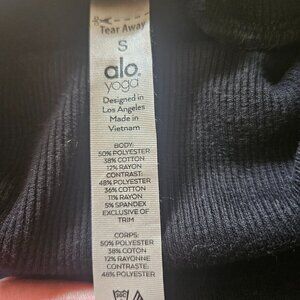 Tear Away
S
alo
yoga
Designed in
Los Angeles
Made in
Vietnam
BODY:
50% POLYESTER
38% COTTON
12% RAYON
CONTRAST:
48% POLYESTER
36% COTTON
11% RAYON
5% SPANDEX
EXCLUSIVE OF
TRIM
CORPS:
50% POLYESTER
38% COTON
12% RAYONNE
CONTRASTE:
48% POLYESTER